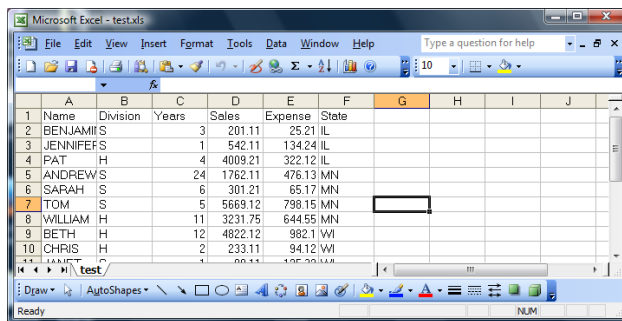 Microsoft Excel - test.xls
File Edit View Insert Format Tools Data Window Help Type a question for help
10
fx
A B C D E F G H I J
1 Name Division Years Sales Expense State
2 BENJAMI S 3 201.11 25.21 IL
3 JENNIFEF S 1 542.11 134.24 IL
4 PAT H 4 4009.21 322.12 IL
5 ANDREW S 24 1762.11 476.13 MN
6 SARAH S 6 301.21 65.17 MN
7 TOM S 5 5669.12 798.15 MN
8 WILLIAM H 11 3231.75 644.55 MN
9 BETH H 12 4822.12 982.1 WI
10 CHRIS H 2 233.11 94.12 WI
test
Draw AutoShapes A
Ready NUM